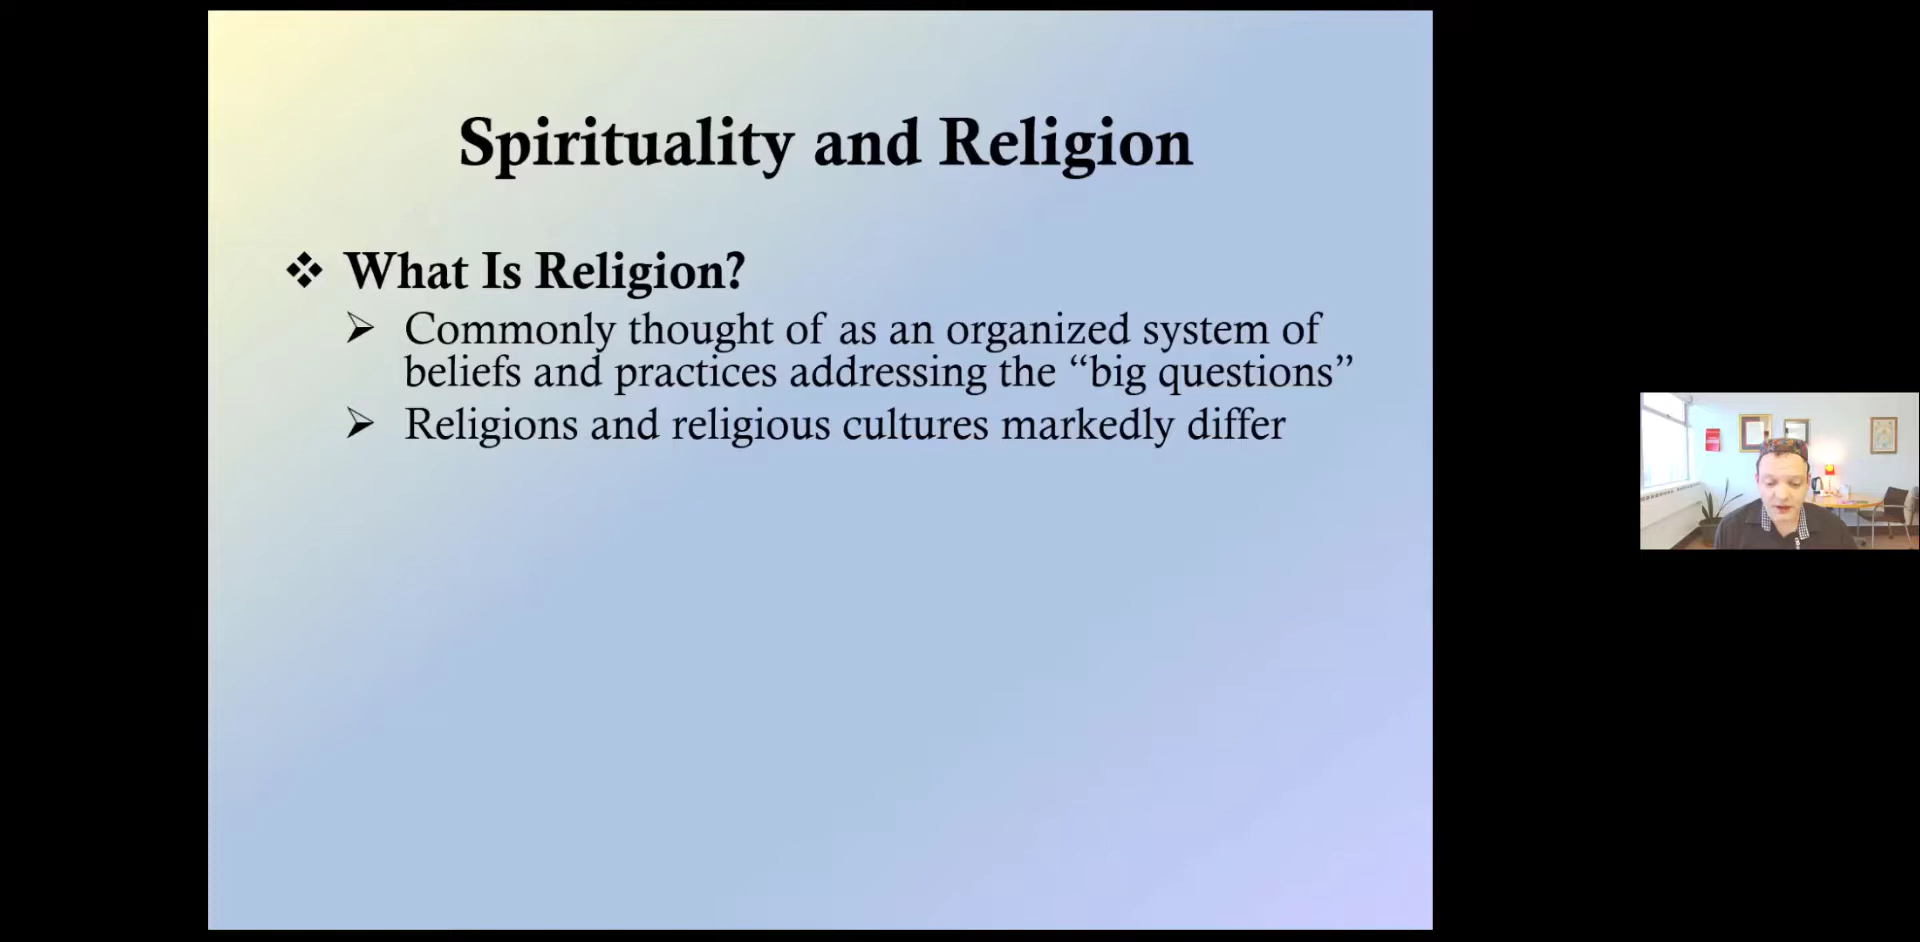 Spirituality and Religion
What Is Religion?
Commonly thought of as an organized system of
beliefs and practices addressing the “big questions”
Religions and religious cultures markedly differ